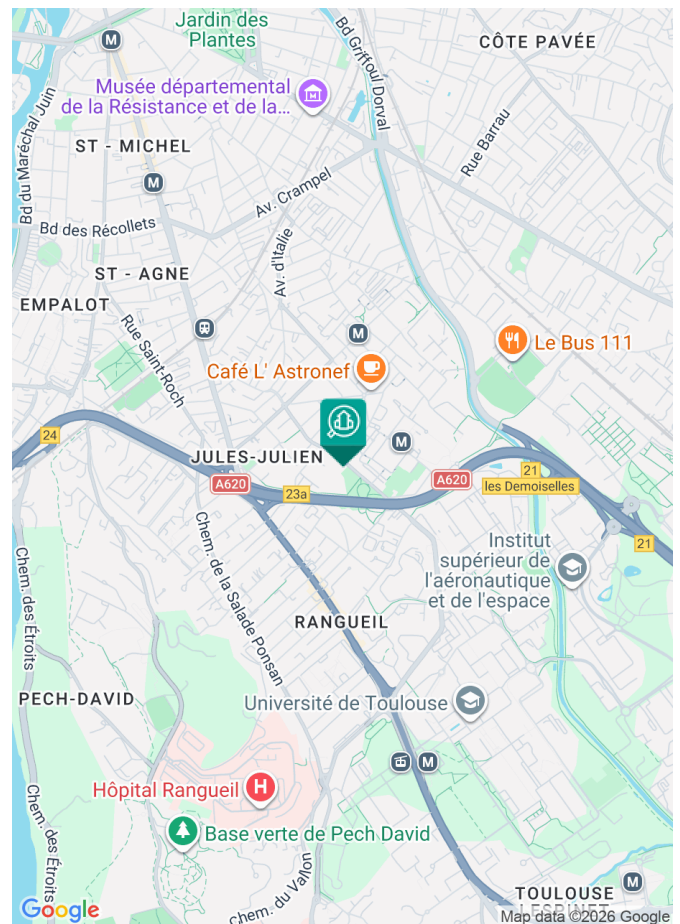 Jardin des
Plantes
M
CÔTE PAVÉE
Bd Griffoul Dorval
Musée départemental
de la Résistance et de la...
Bd du Maréchal Juin
Rue Barrau
ST - MICHEL
M
Av. Crampel
Bd des Récollets
Av. d'Italie
ST - AGNE
EMPALOT
Rue Saint-Roch
M
Le Bus 111
Café L' Astronef
24
JULES-JULIEN
M
A620
23a
A620
21
les Demoiselles
21
Institut
supérieur de
l'aéronautique
et de l'espace
Chem. de la Salade Ponsan
Chem. des Étroits
RANGUEIL
PECH-DAVID
Université de Toulouse
M
Hôpital Rangueil
H
Chem. des Étroits
Base verte de Pech David
chem. du Vallon
TOULOUSE
LESPINET
M
Google
Map data ©2026 Google